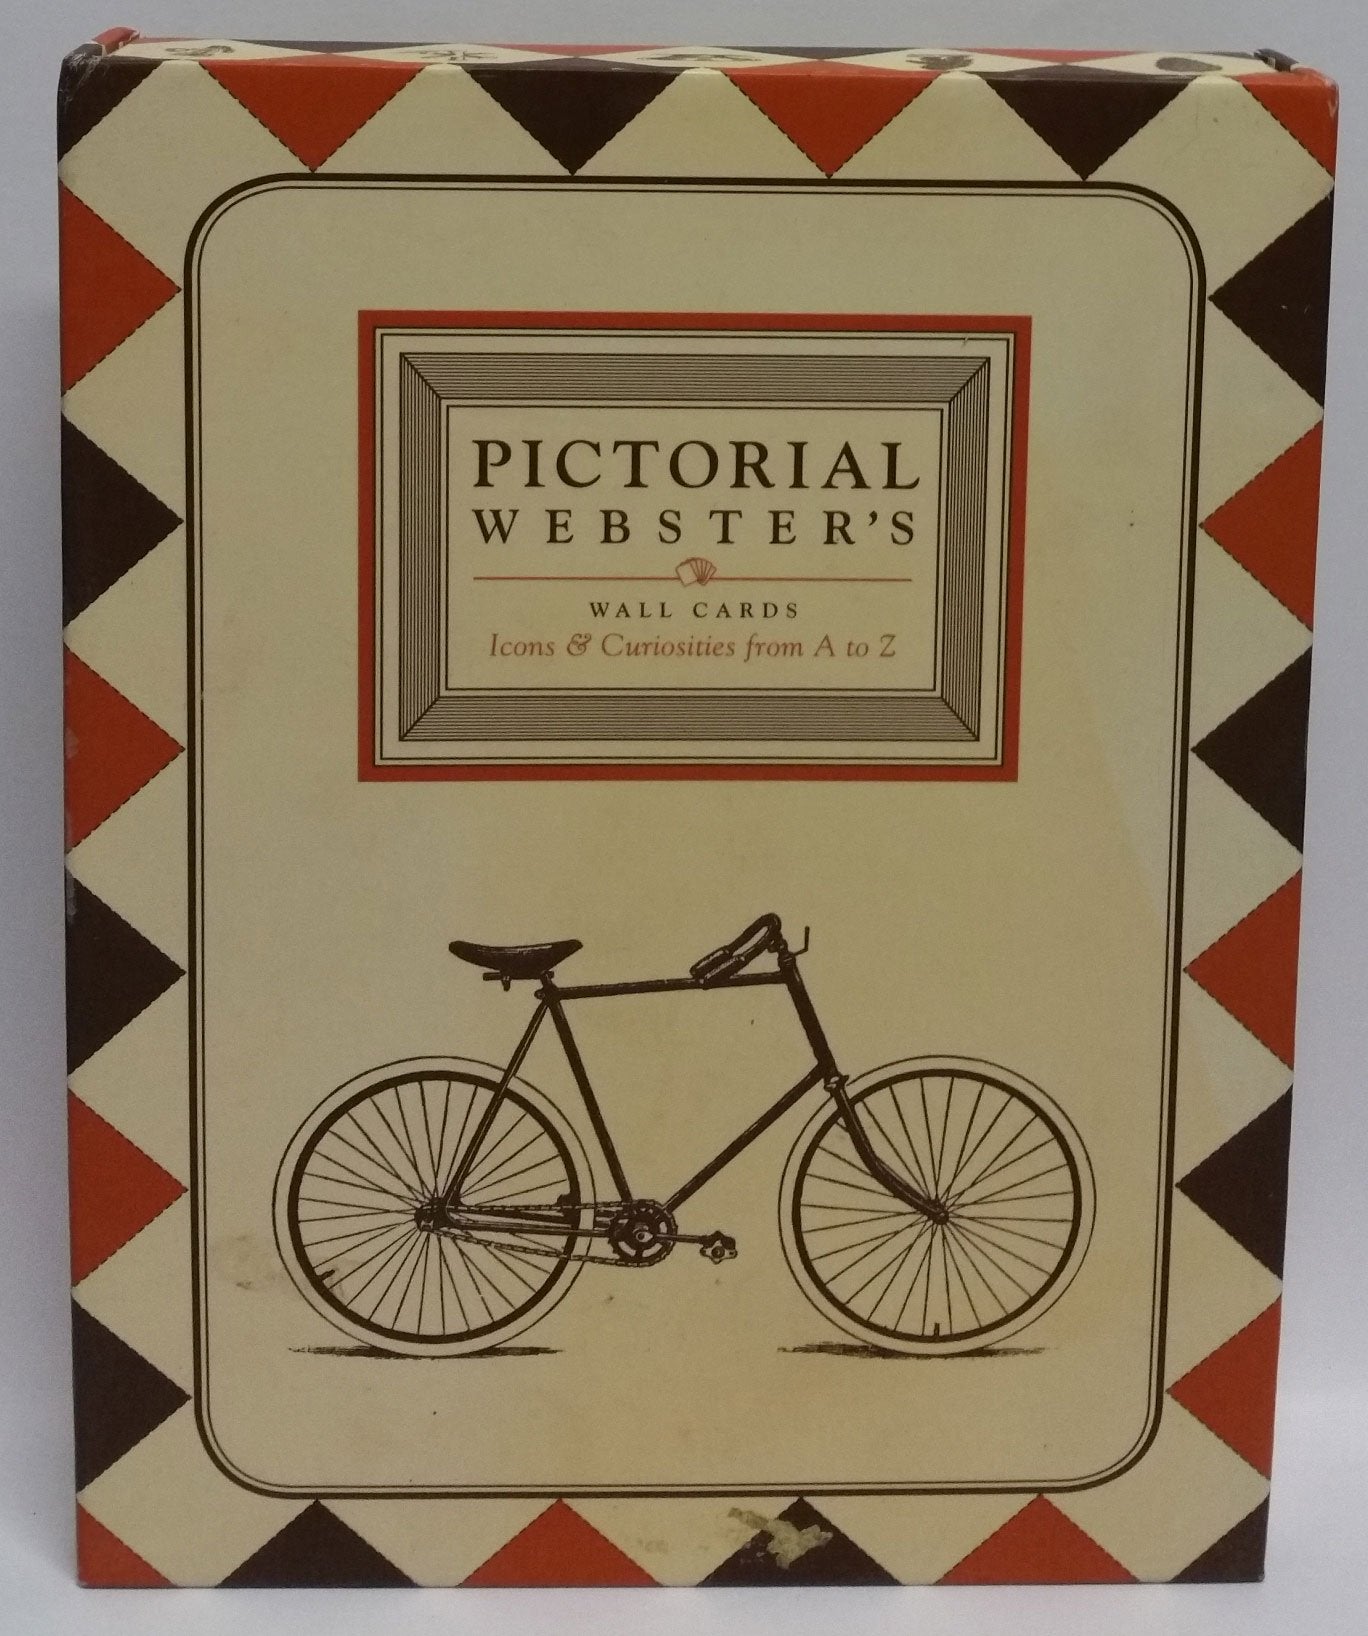 PICTORIAL
WEBSTER'S
WALL CARDS
Icons & Curiosities from A to Z